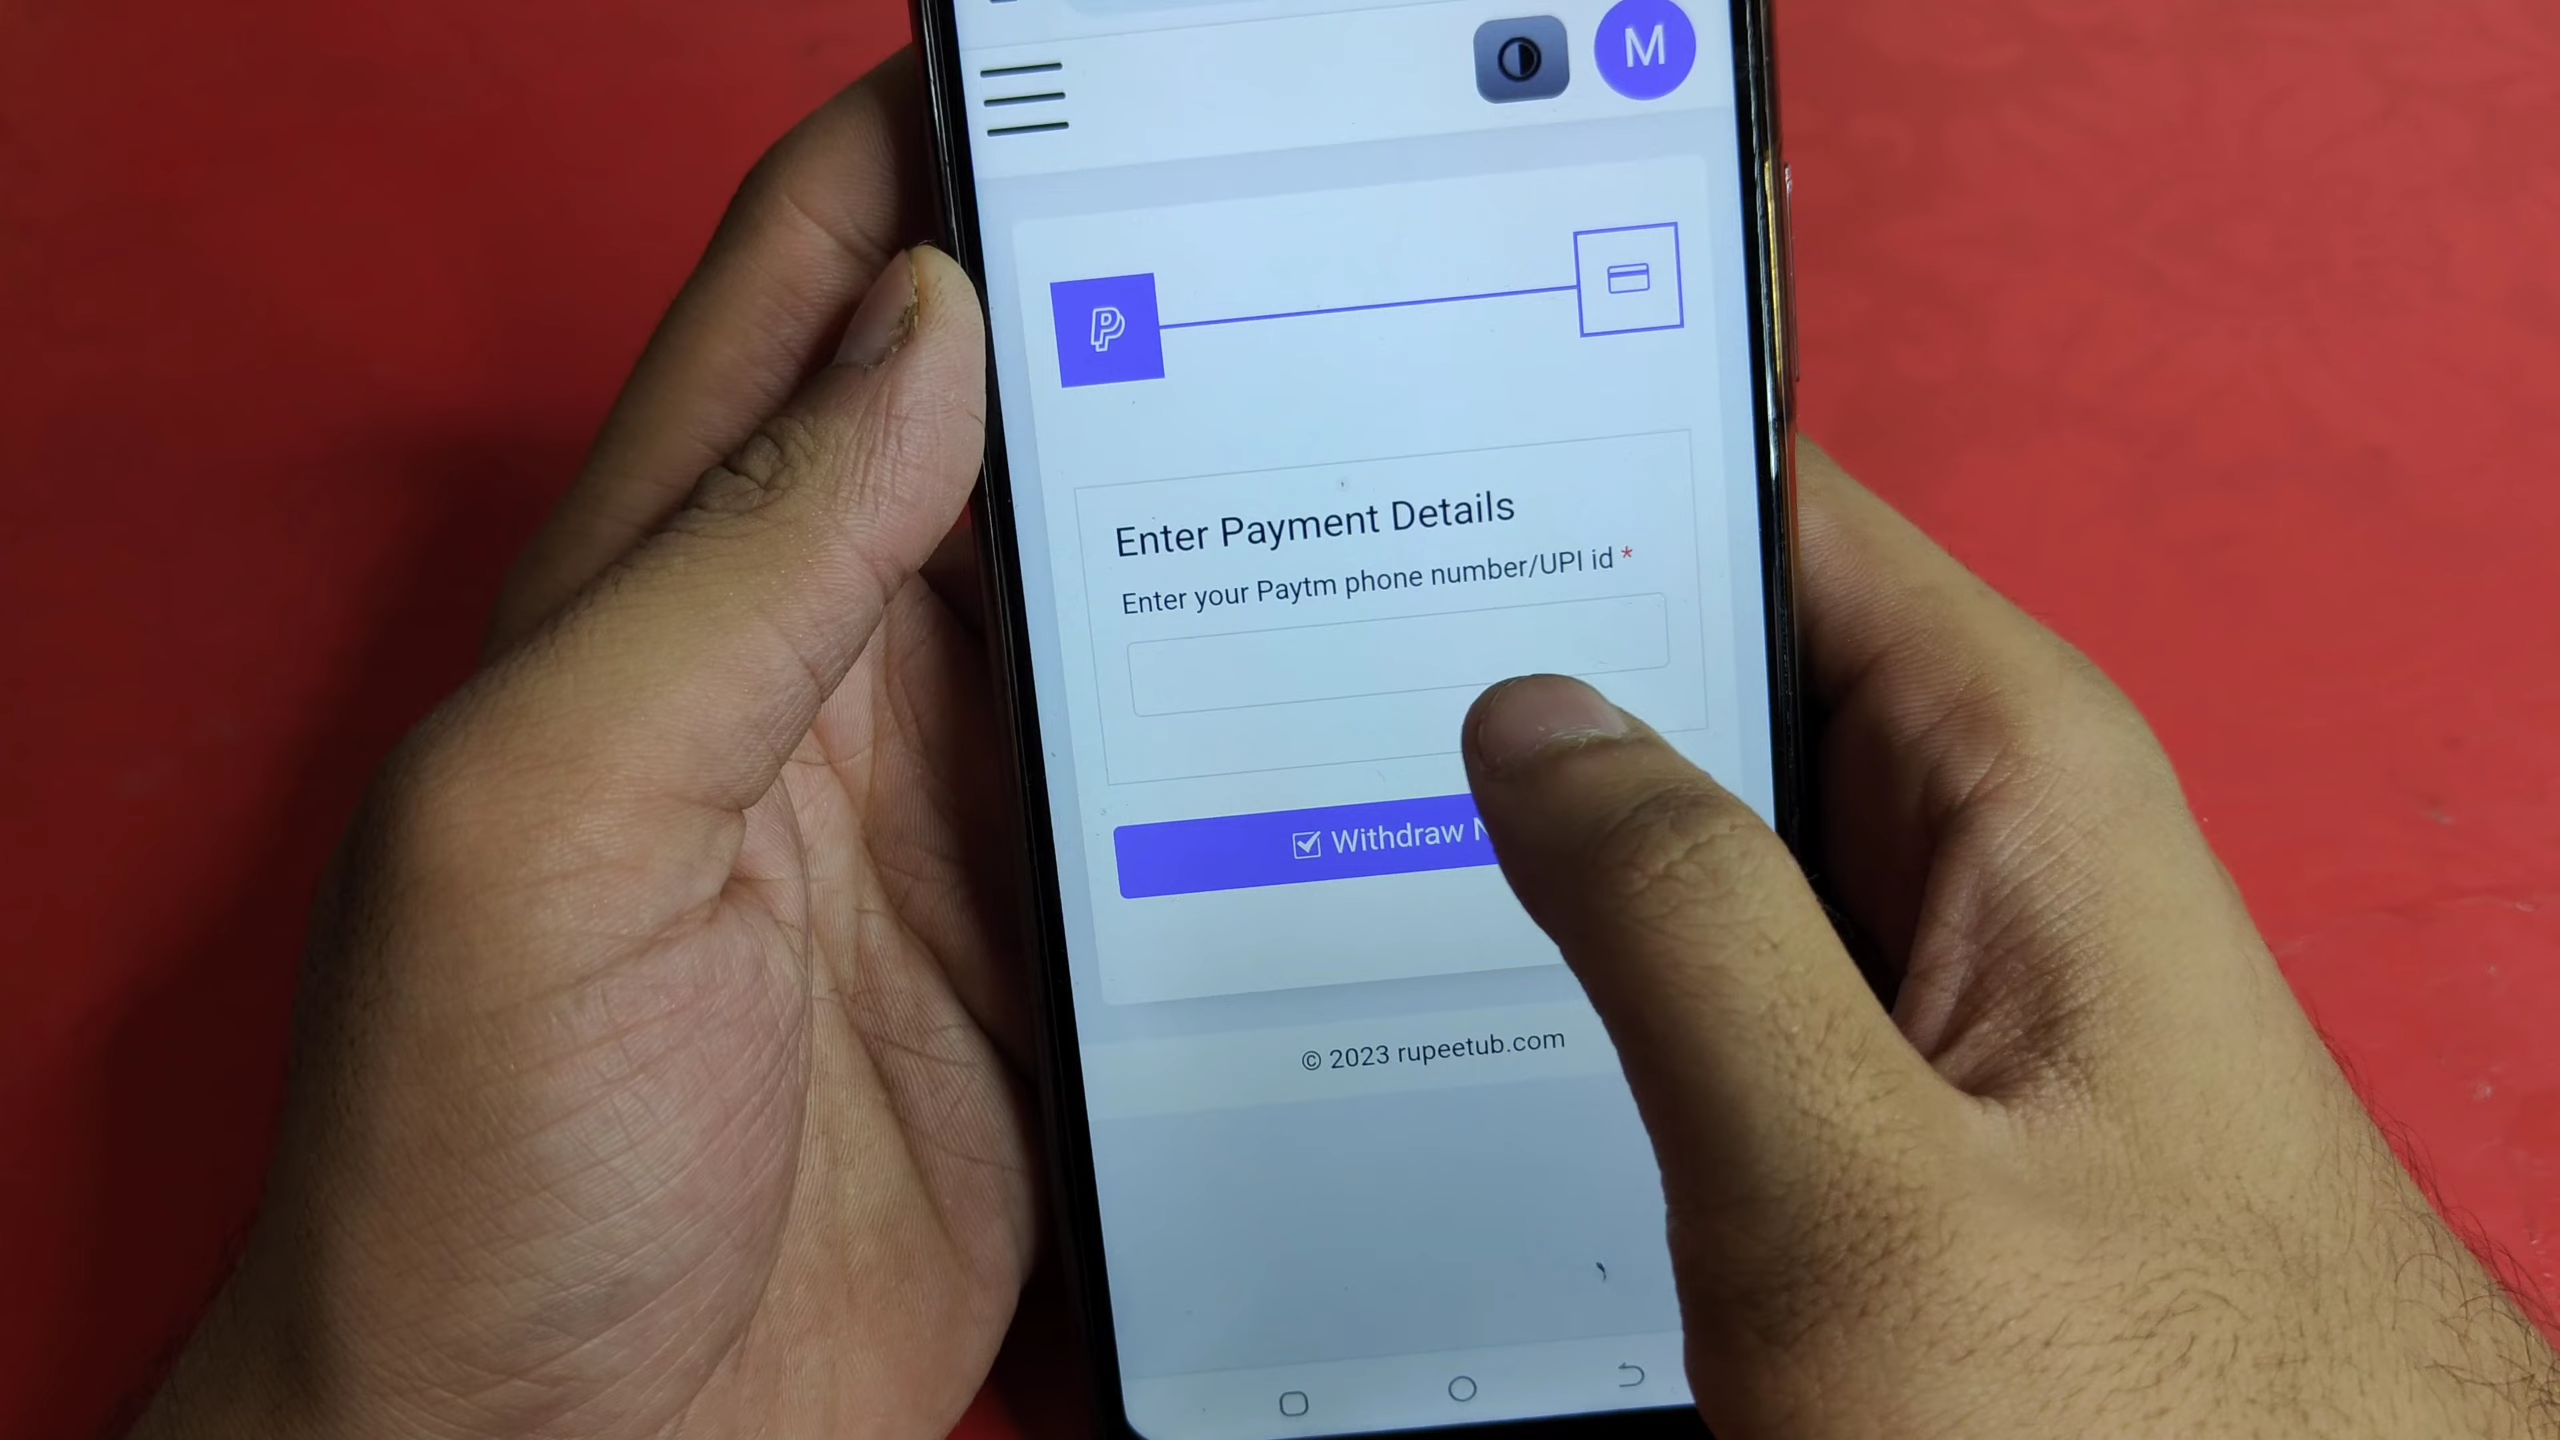 M
Enter Payment Details
Enter your Paytm phone number/UPI id *
Withdraw
© 2023 rupeetub.com